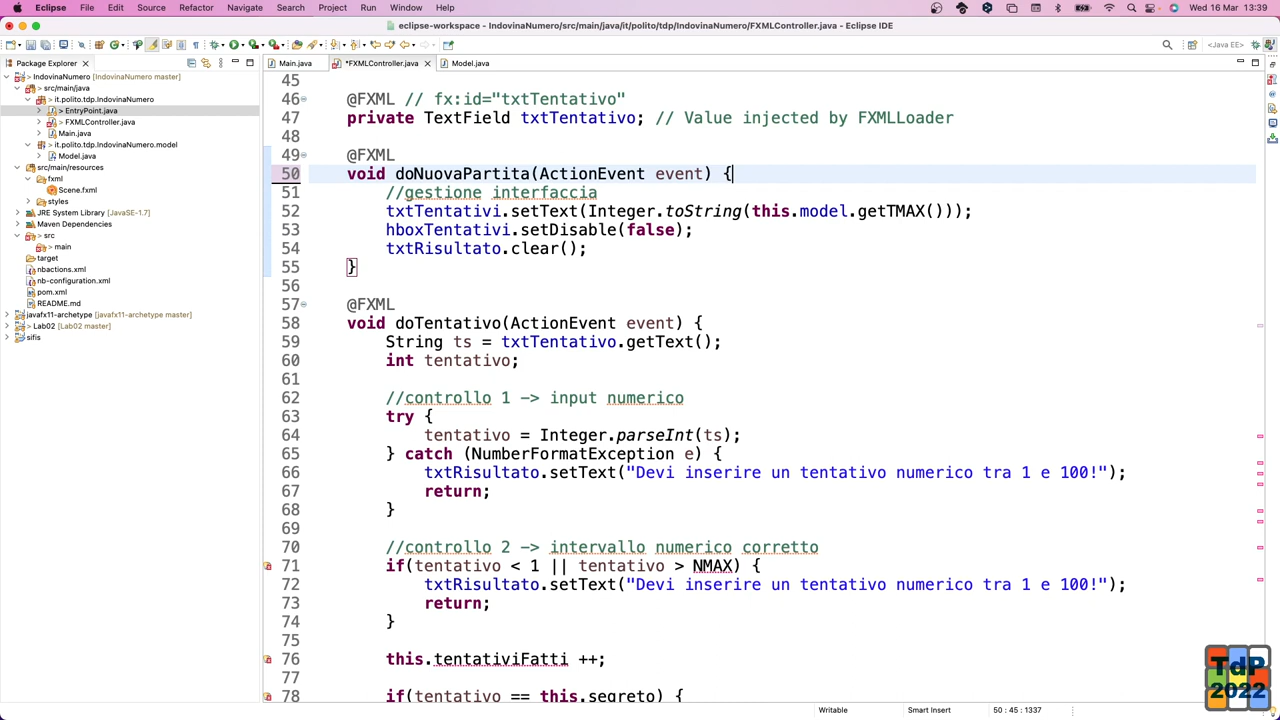 Eclipse File Edit Source Refactor Navigate Search Project Run Window Help
eclipse-workspace - IndovinaNumero/src/main/java/it/polito/tdp/IndovinaNumero/FXMLController.java - Eclipse IDE
<Java EE>
Package Explorer
Main.java *FXMLController.java Model.java
IndovinaNumero [IndovinaNumero master]
src/main/java
it.polito.tdp.IndovinaNumero
> EntryPoint.java
> FXMLController.java
Main.java
it.polito.tdp.IndovinaNumero.model
Model.java
src/main/resources
fxml
Scene.fxml
styles
JRE System Library [JavaSE-1.7]
Maven Dependencies
src
main
target
nbactions.xml
nb-configuration.xml
pom.xml
README.md
javafx11-archetype [javafx11-archetype master]
> Lab02 [Lab02 master]
sifis
45
46 @FXML // fx:id="txtTentativo"
47 private TextField txtTentativo; // Value injected by FXMLLoader
48
49 @FXML
50 void doNuovaPartita(ActionEvent event) {
51 //gestione interfaccia
52 txtTentativi.setText(Integer.toString(this.model.getTMAX()));
53 hboxTentativi.setDisable(false);
54 txtRisultato.clear();
55 }
56
57 @FXML
58 void doTentativo(ActionEvent event) {
59 String ts = txtTentativo.getText();
60 int tentativo;
61
62 //controllo 1 -> input numerico
63 try {
64 tentativo = Integer.parseInt(ts);
65 } catch (NumberFormatException e) {
66 txtRisultato.setText("Devi inserire un tentativo numerico tra 1 e 100!");
67 return;
68 }
69
70 //controllo 2 -> intervallo numerico corretto
71 if(tentativo < 1 || tentativo > NMAX) {
72 txtRisultato.setText("Devi inserire un tentativo numerico tra 1 e 100!");
73 return;
74 }
75
76 this.tentativiFatti ++;
77
78 if(tentativo == this.segreto) {
TdP
2022
Writable Smart Insert 50 : 45 : 1337